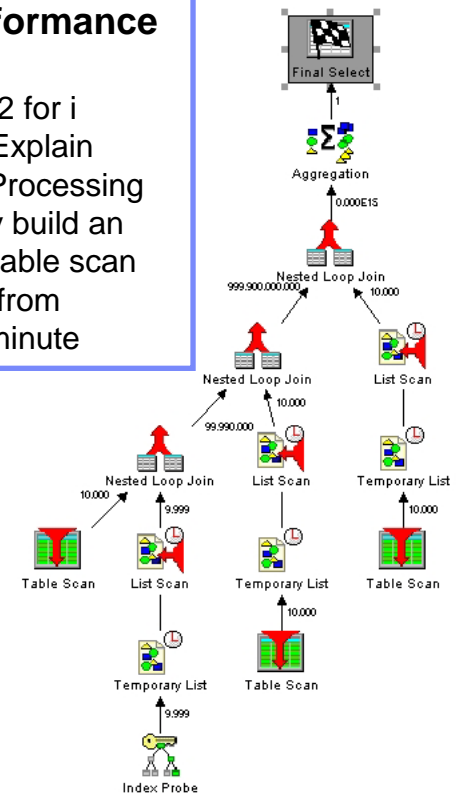 formance
2 for i
Explain
Processing
build an
table scan
from
minute
Final Select
1
Aggregation
0.000E15
Nested Loop Join
999.900.000.000
10.000
Nested Loop Join
List Scan
99.990.000
10.000
Nested Loop Join
List Scan
Temporary List
10.000
9.999
10.000
Table Scan
List Scan
Temporary List
Table Scan
10.000
Temporary List
Table Scan
9.999
Index Probe